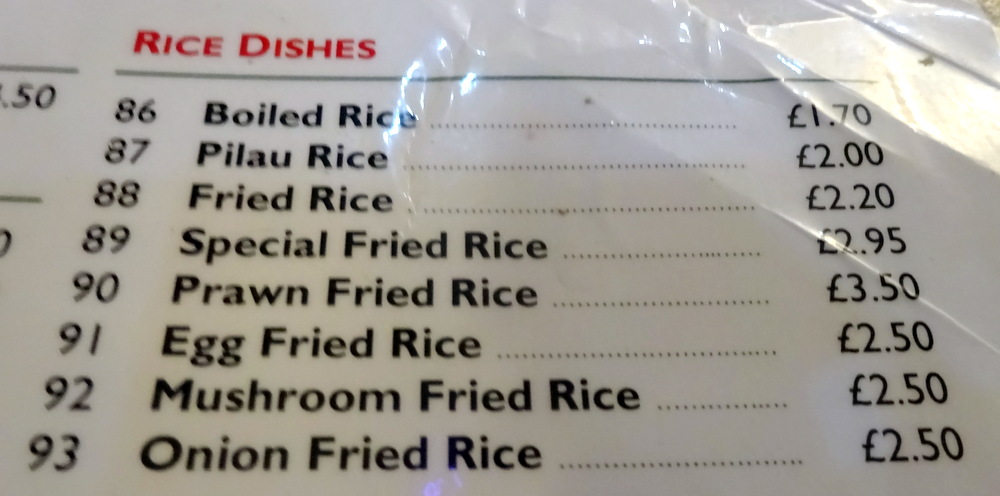 RICE DISHES
.50
86 Boiled Rice £1.70
87 Pilau Rice £2.00
88 Fried Rice £2.20
89 Special Fried Rice £2.95
90 Prawn Fried Rice £3.50
91 Egg Fried Rice £2.50
92 Mushroom Fried Rice £2.50
93 Onion Fried Rice £2.50